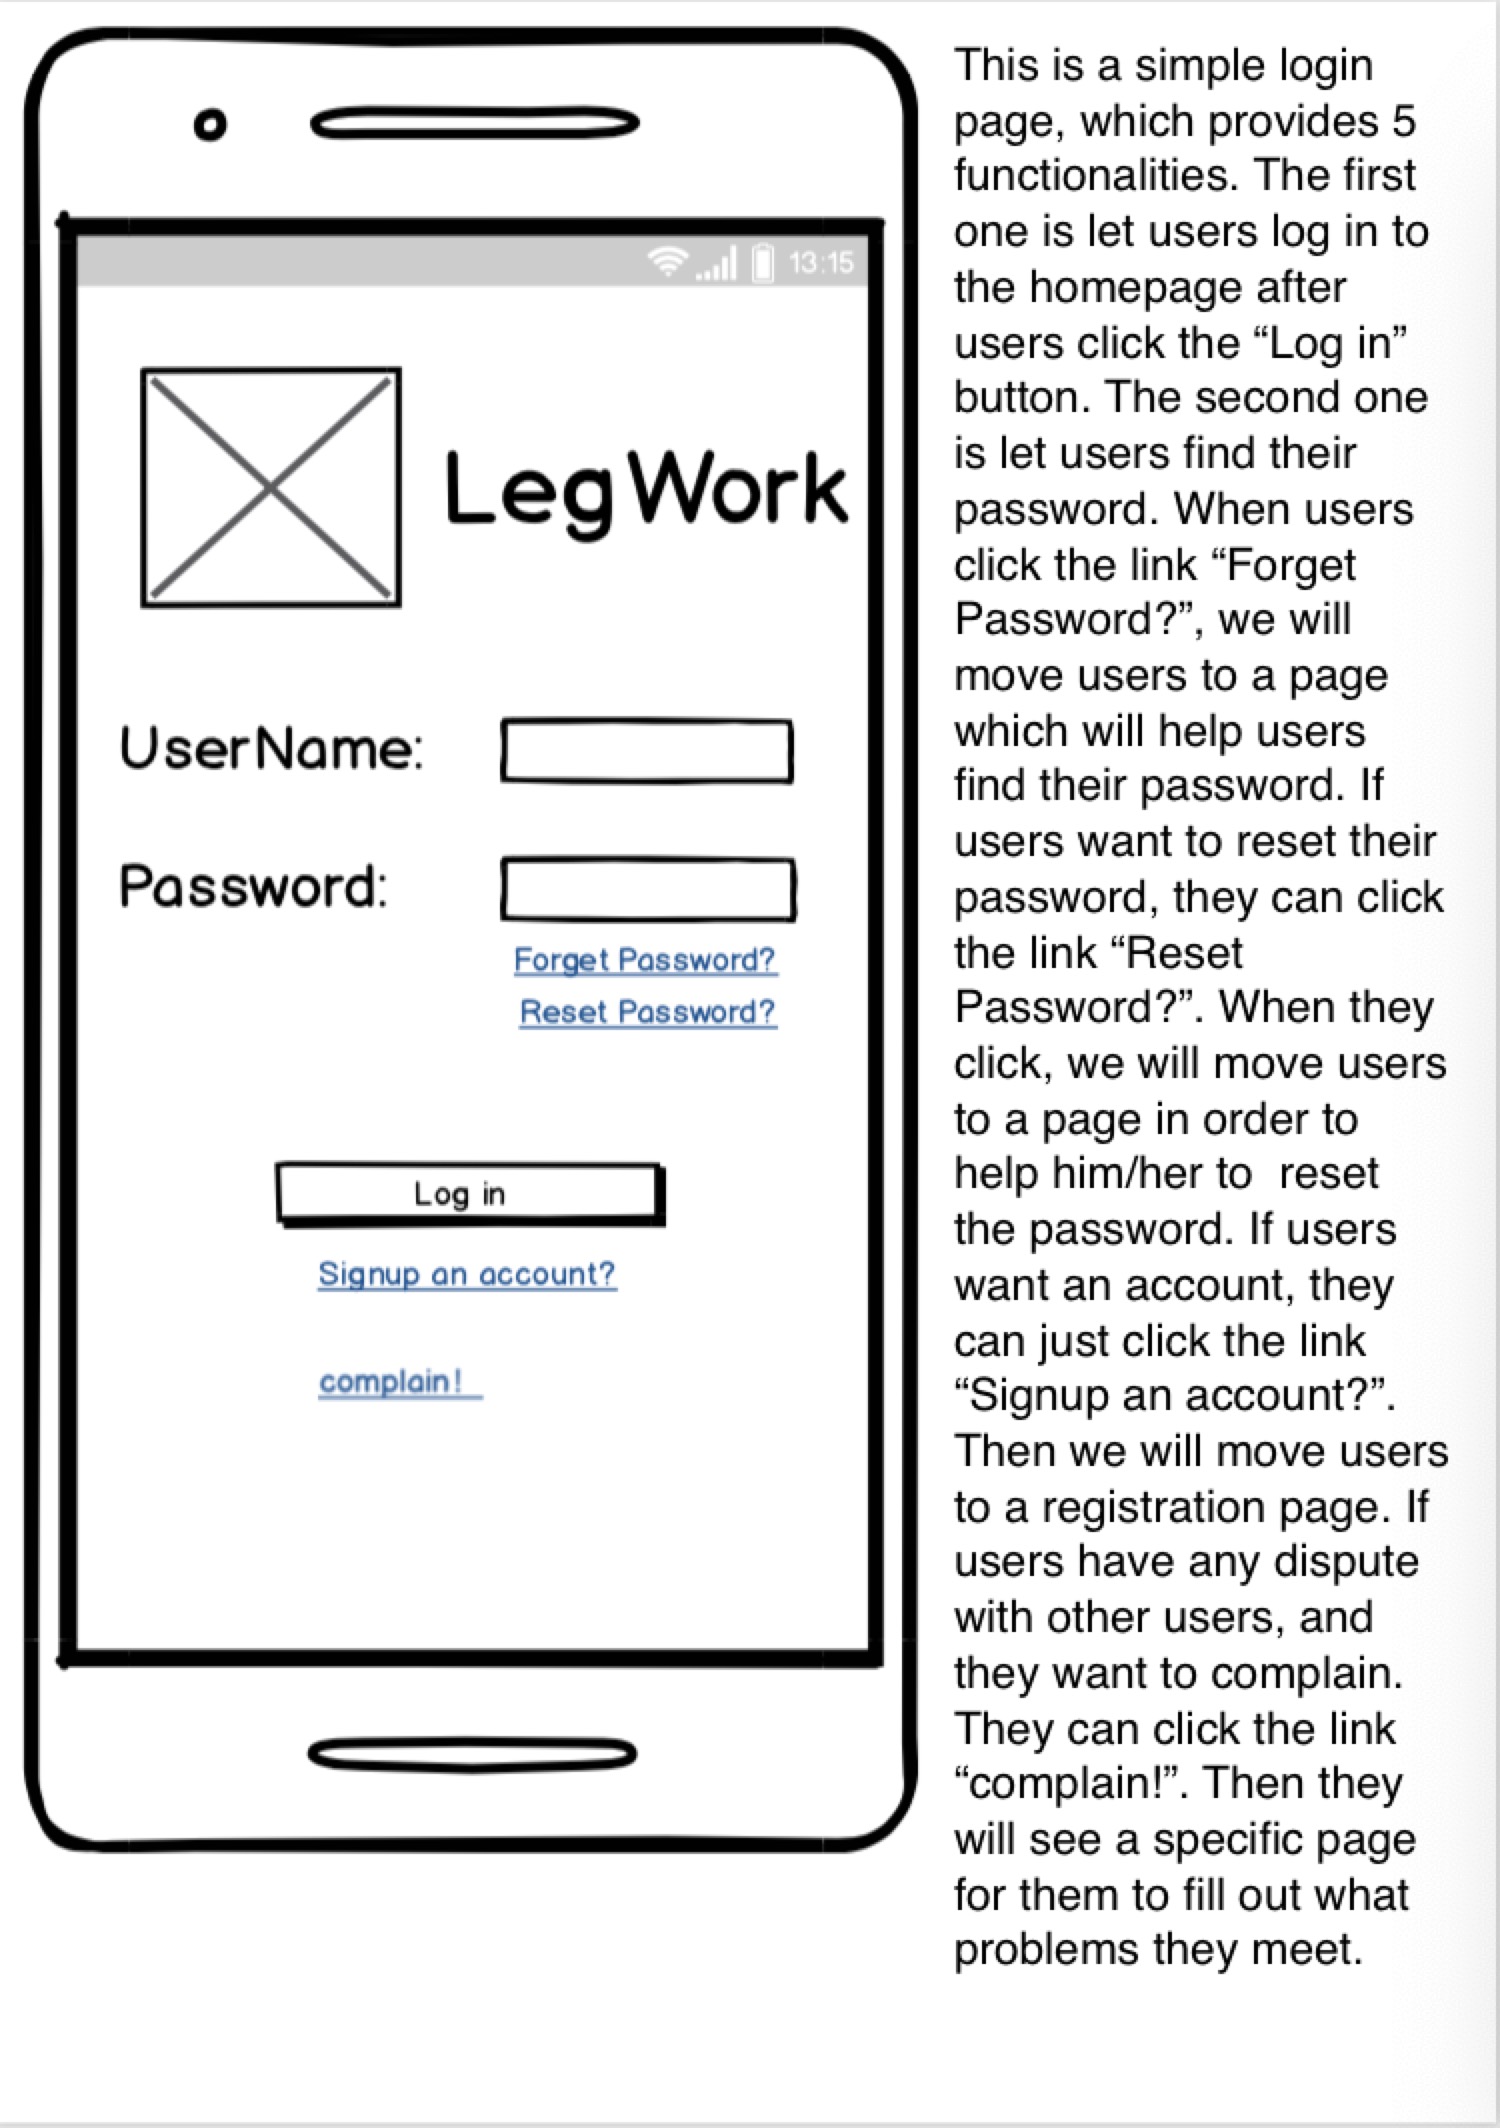 13:15
LegWork
UserName:
Password:
Forget Password?
Reset Password?
Log in
Signup an account?
complain!
This is a simple login
page, which provides 5
functionalities. The first
one is let users log in to
the homepage after
users click the “Log in”
button. The second one
is let users find their
password. When users
click the link “Forget
Password?”, we will
move users to a page
which will help users
find their password. If
users want to reset their
password, they can click
the link “Reset
Password?”. When they
click, we will move users
to a page in order to
help him/her to  reset
the password. If users
want an account, they
can just click the link
“Signup an account?”.
Then we will move users
to a registration page. If
users have any dispute
with other users, and
they want to complain.
They can click the link
“complain!”. Then they
will see a specific page
for them to fill out what
problems they meet.